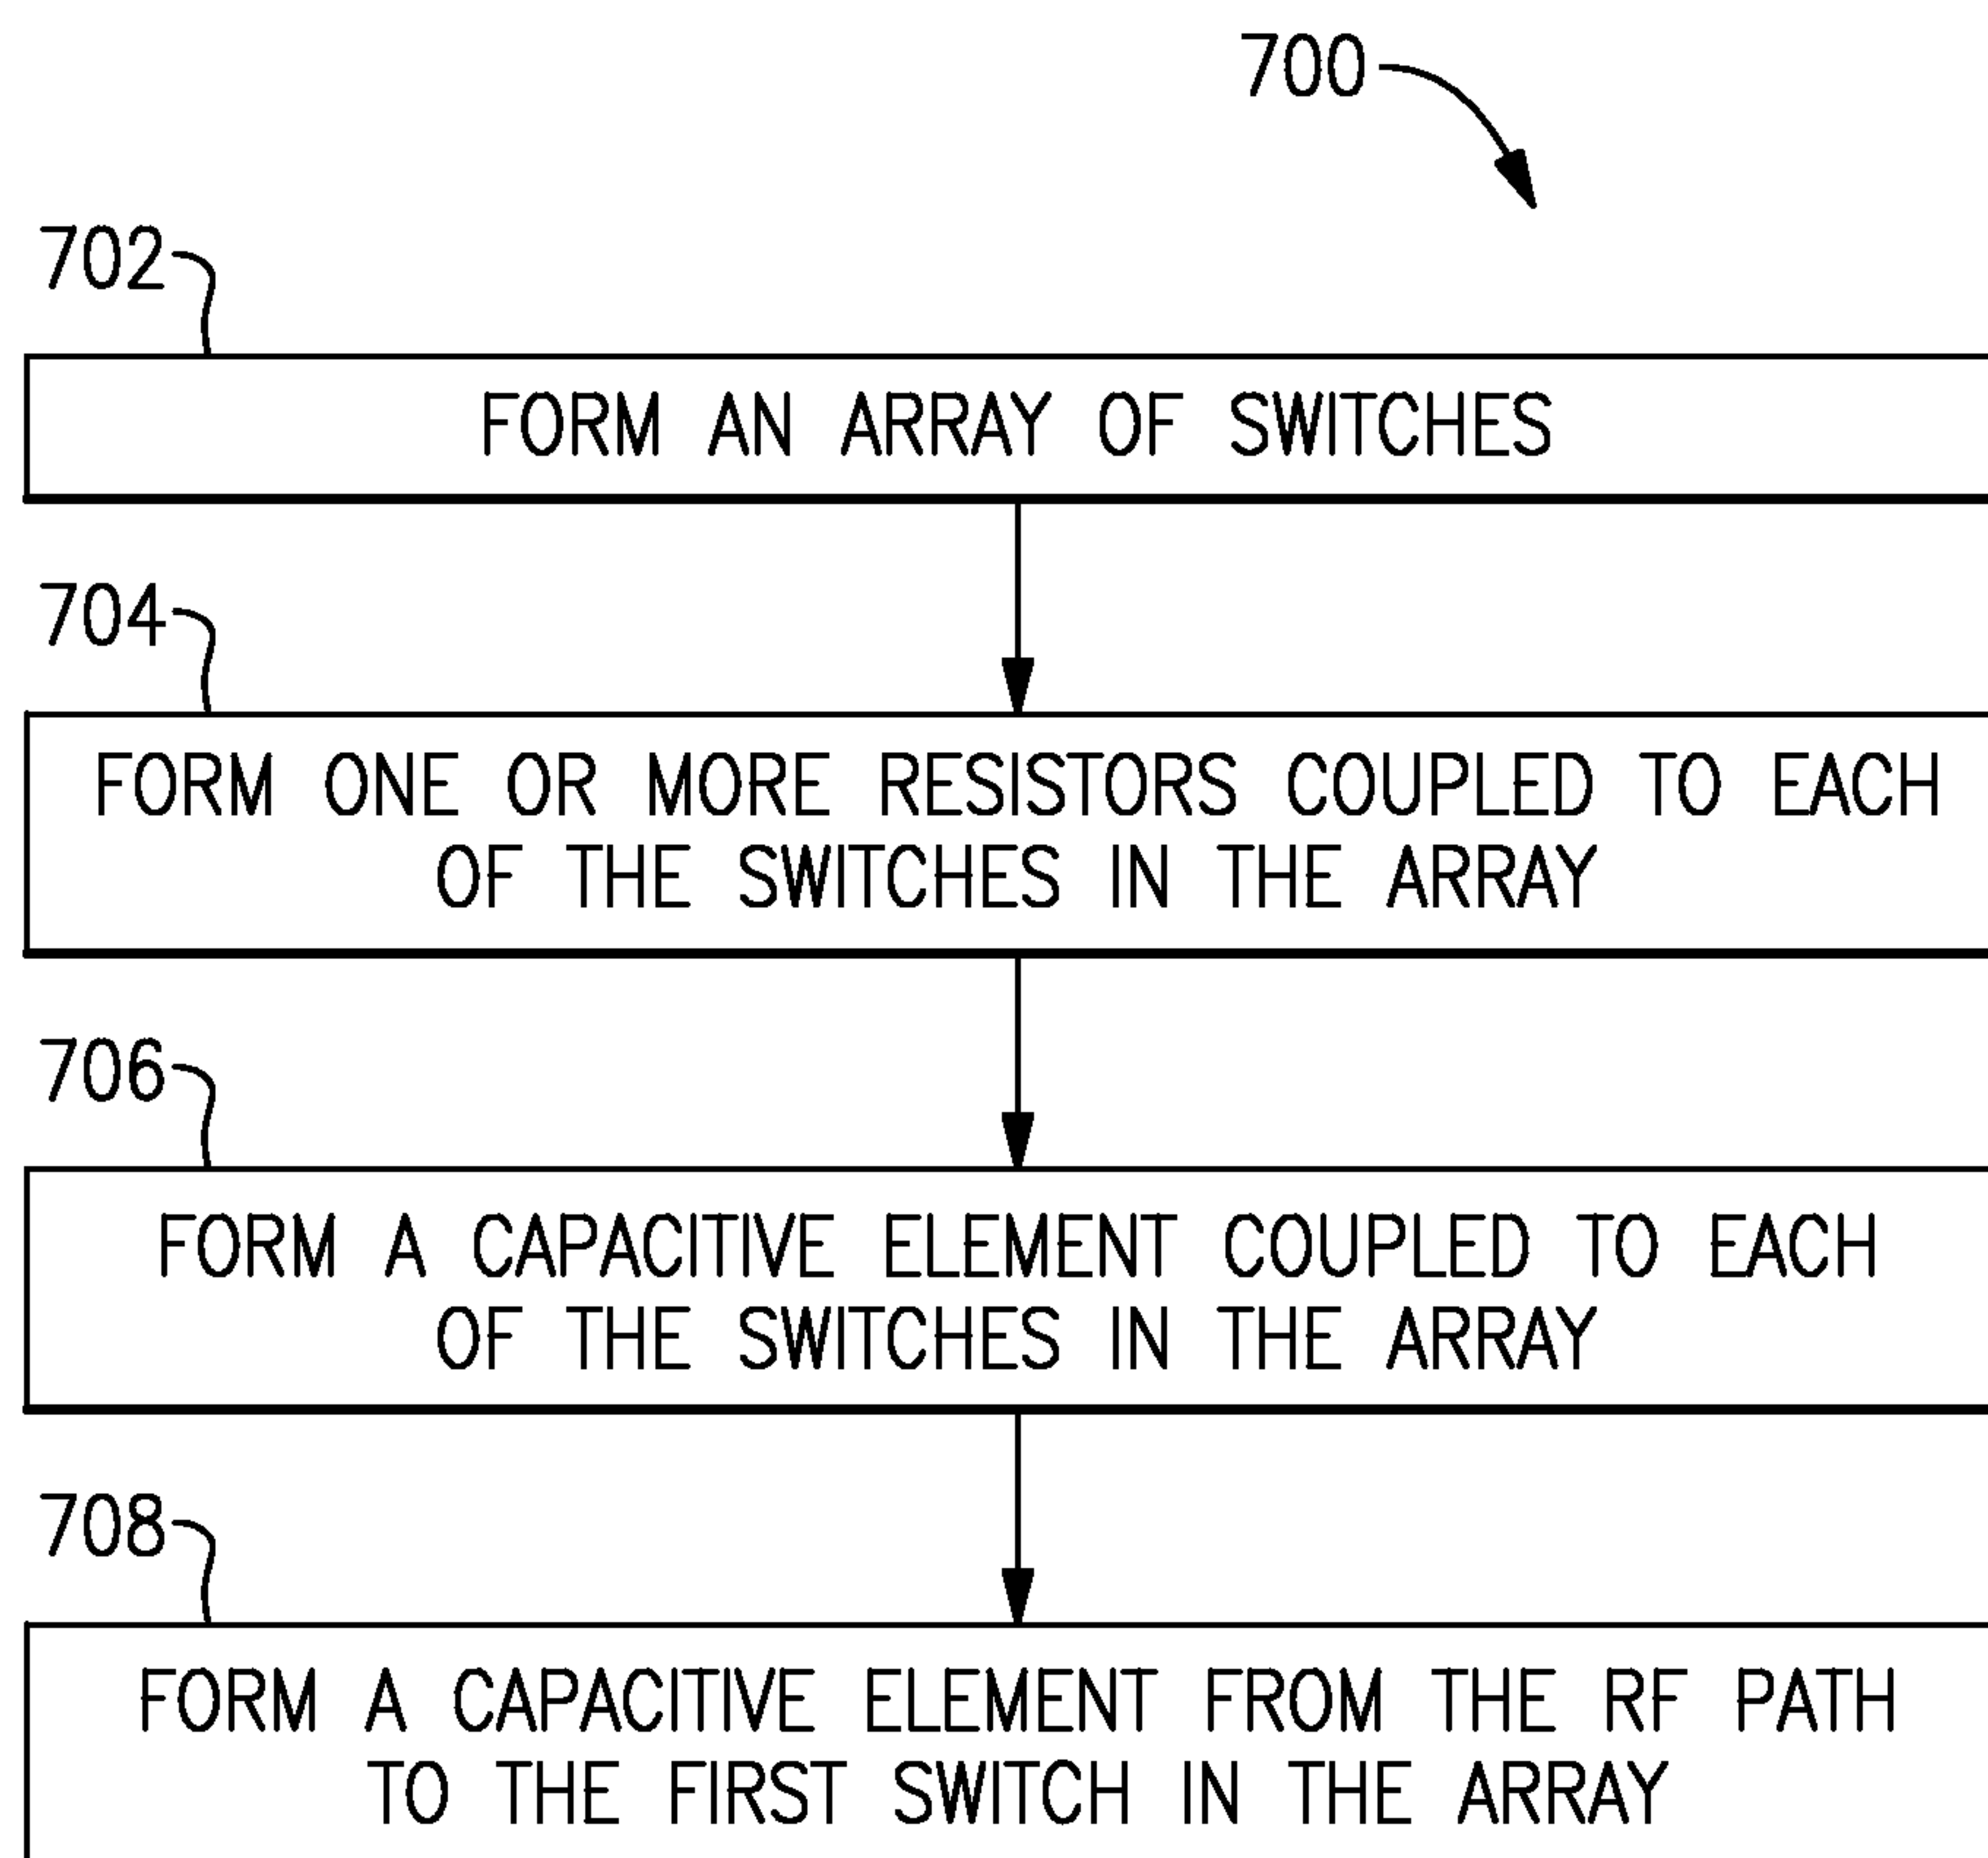 700
702
FORM AN ARRAY OF SWITCHES
704
FORM ONE OR MORE RESISTORS COUPLED TO EACH
OF THE SWITCHES IN THE ARRAY
706
FORM A CAPACITIVE ELEMENT COUPLED TO EACH
OF THE SWITCHES IN THE ARRAY
708
FORM A CAPACITIVE ELEMENT FROM THE RF PATH
TO THE FIRST SWITCH IN THE ARRAY